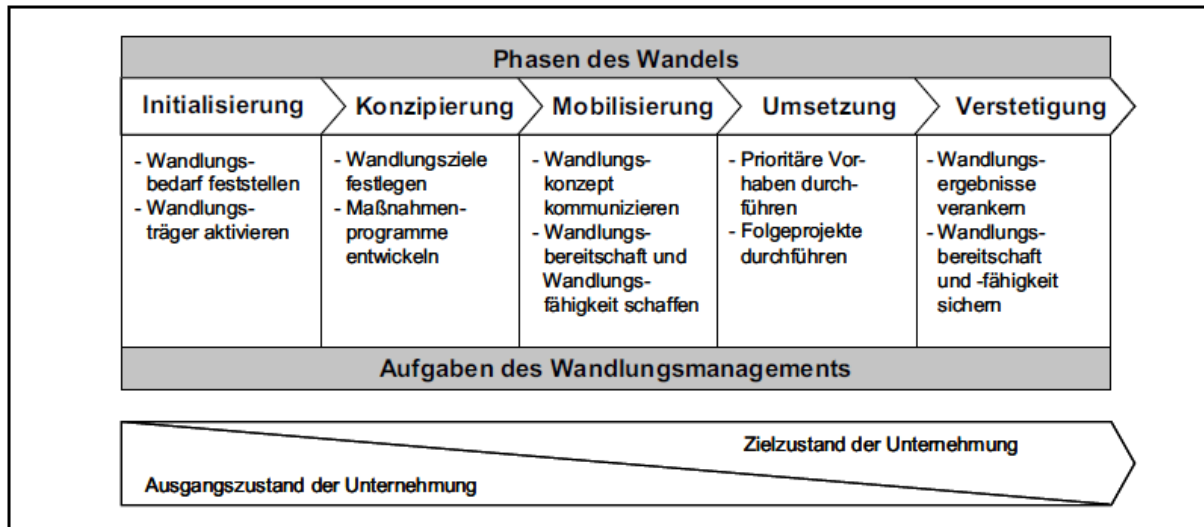 Phasen des Wandels
Initialisierung
Konzipierung
Mobilisierung
Umsetzung
Verstetigung
- Wandlungs-
bedarf feststellen
- Wandlungs-
träger aktivieren
- Wandlungsziele
festlegen
- Maßnahmen-
programme
entwickeln
- Wandlungs-
konzept
kommunizieren
- Wandlungs-
bereitschaft und
Wandlungs-
fähigkeit schaffen
- Prioritäre Vor-
haben durch-
führen
- Folgeprojekte
durchführen
- Wandlungs-
ergebnisse
verankern
- Wandlungs-
bereitschaft
und -fähigkeit
sichern
Aufgaben des Wandlungsmanagements
Zielzustand der Unternehmung
Ausgangszustand der Unternehmung